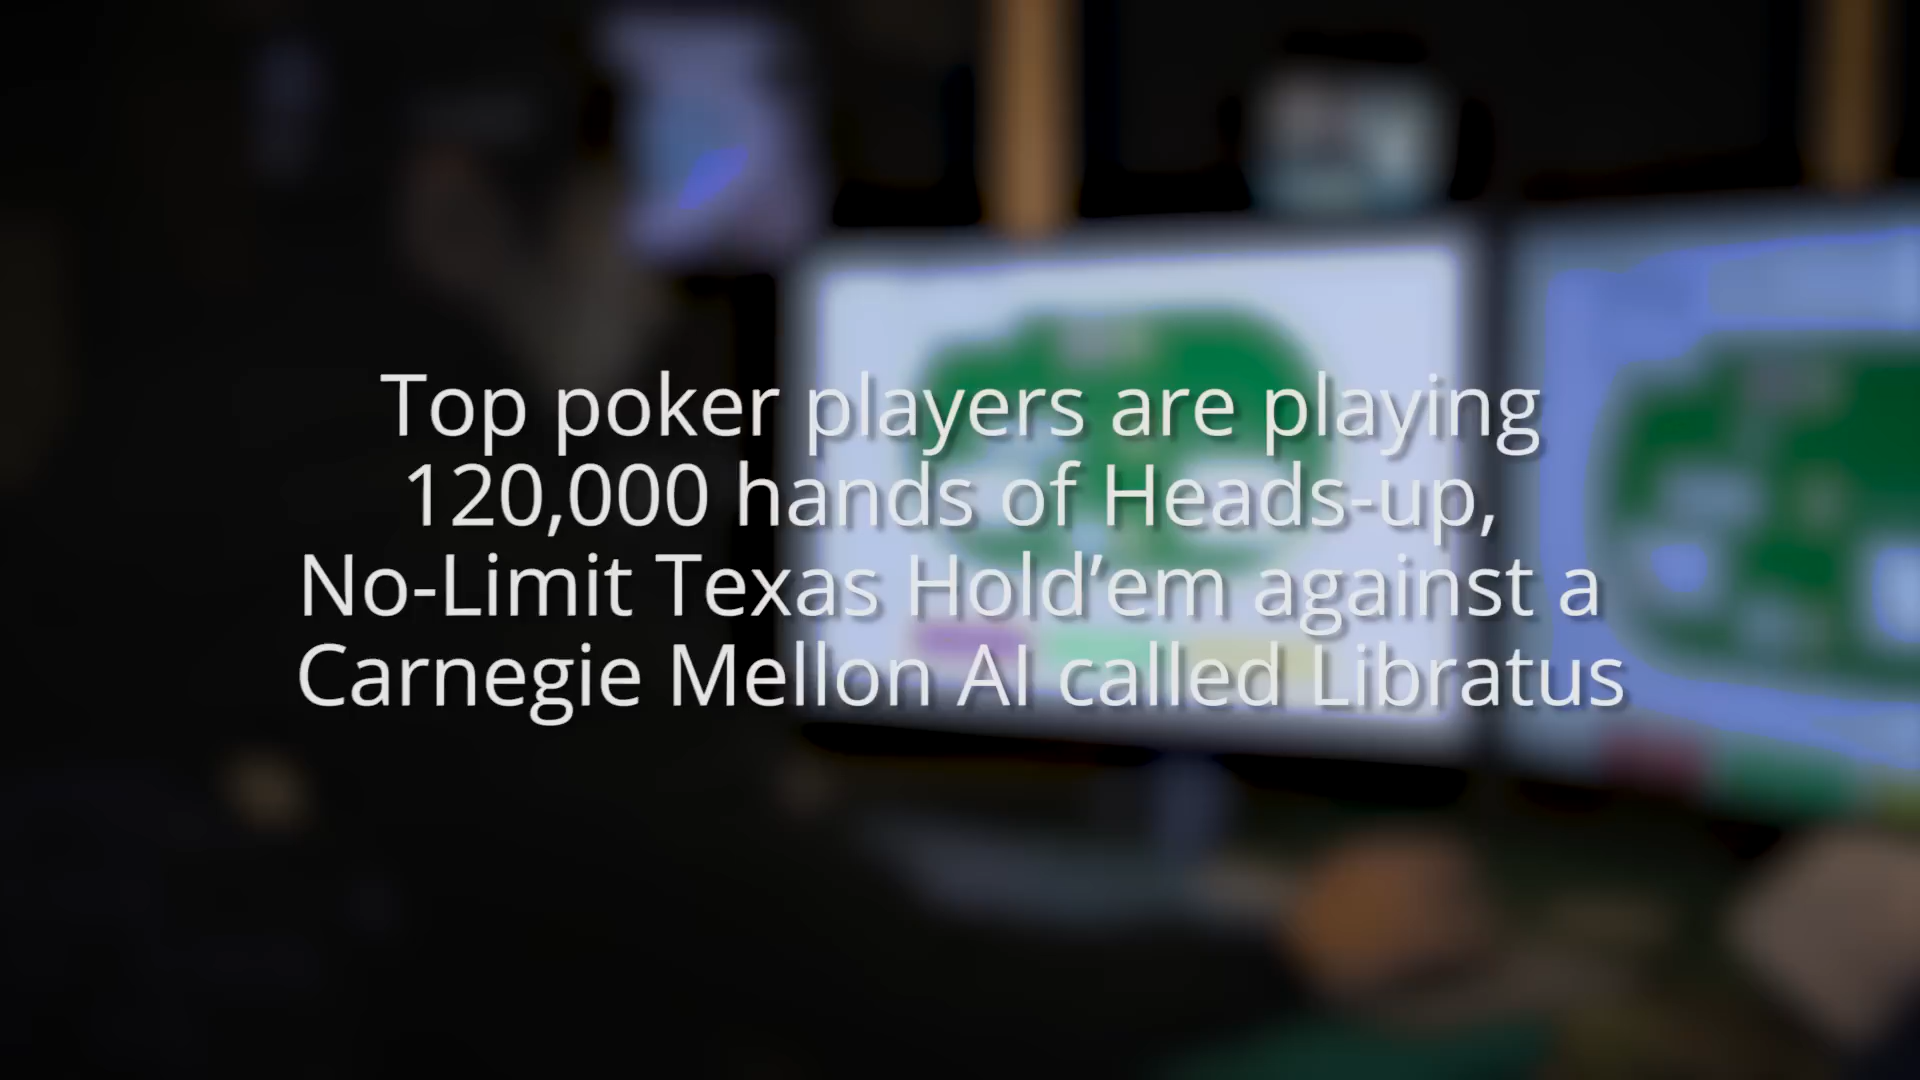 Top poker players are playing
120,000 hands of Heads-up,
No-Limit Texas Hold’em against a
Carnegie Mellon AI called Libratus